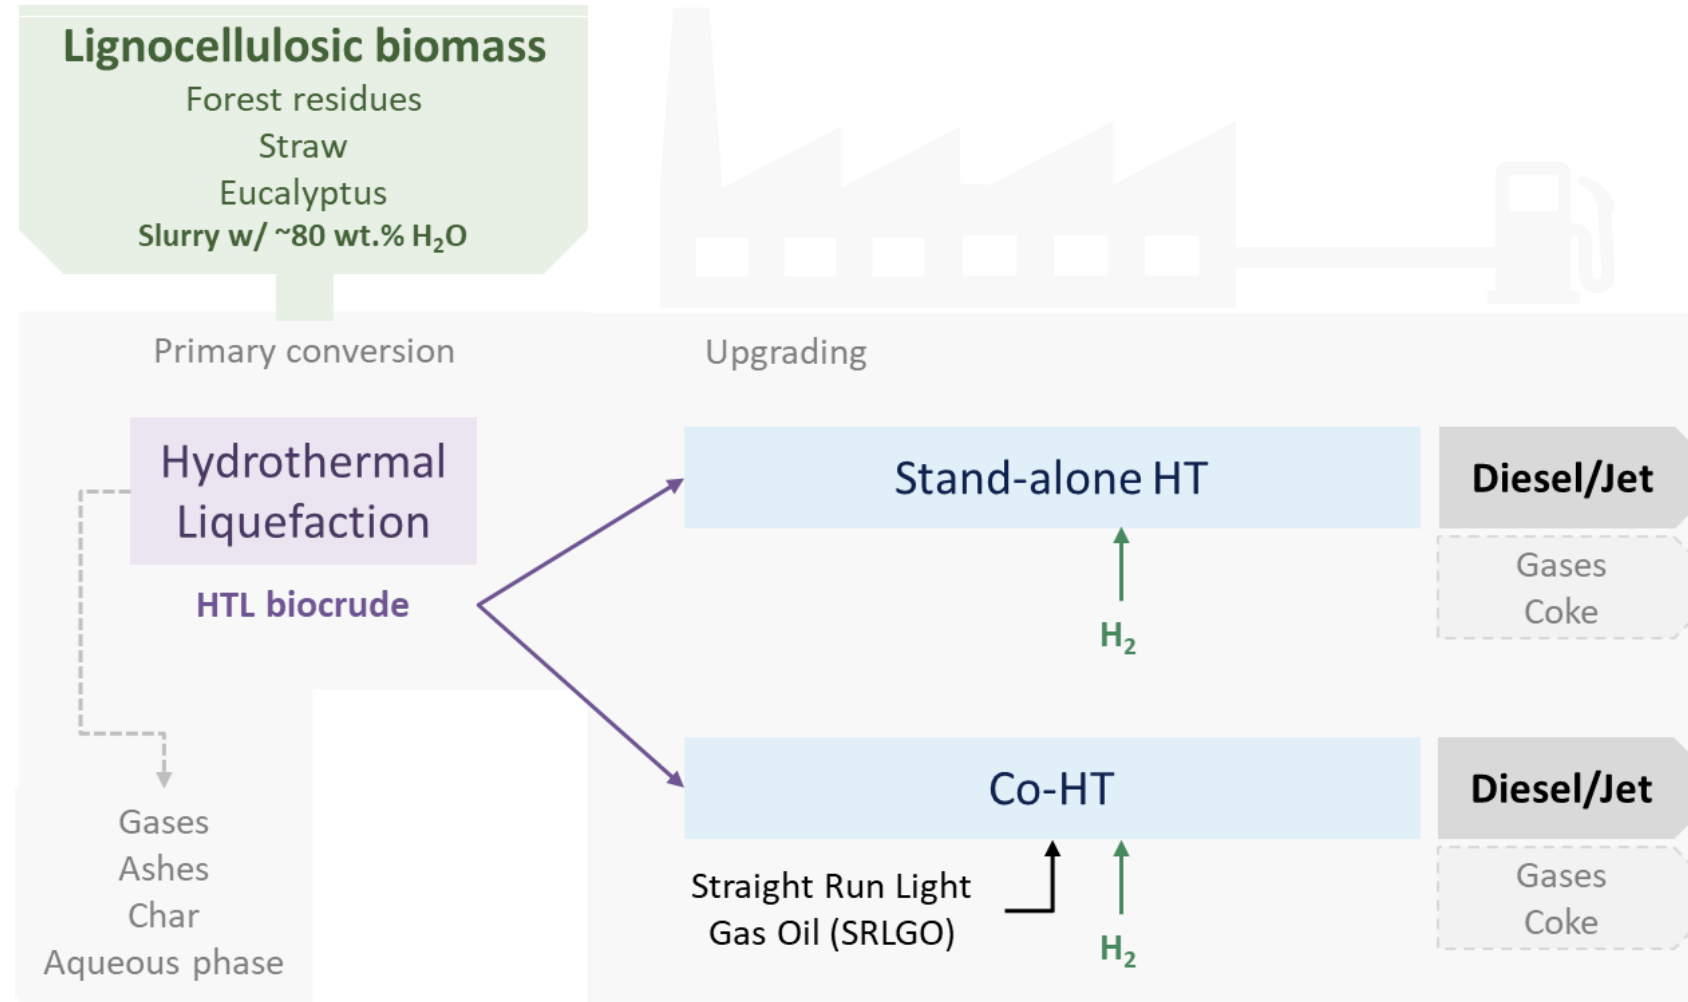 Lignocellulosic biomass
Forest residues
Straw
Eucalyptus
Slurry w/ ~80 wt.% H₂O
Primary conversion
Upgrading
Hydrothermal
Liquefaction
HTL biocrude
Gases
Ashes
Char
Aqueous phase
Stand-alone HT
H₂
Diesel/Jet
Gases
Coke
Co-HT
Straight Run Light
Gas Oil (SRLGO)
H₂
Diesel/Jet
Gases
Coke